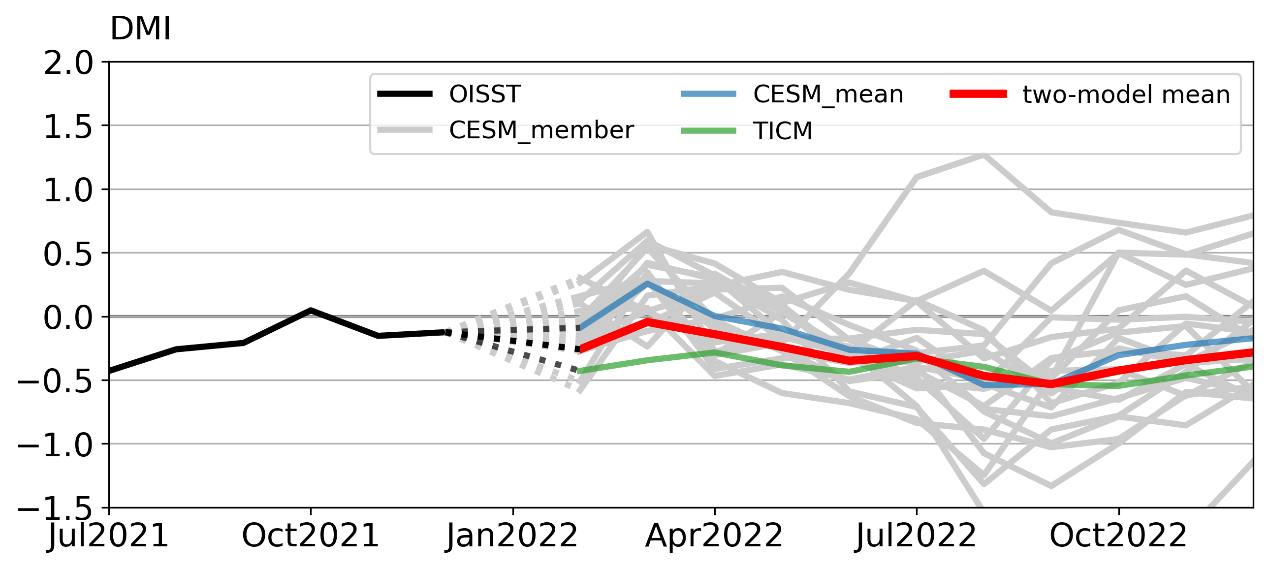 DMI
2.0
1.5
1.0
0.5
0.0
−0.5
−1.0
−1.5
OISST
CESM_member
CESM_mean
TICM
two-model mean
Jul2021 Oct2021 Jan2022 Apr2022 Jul2022 Oct2022